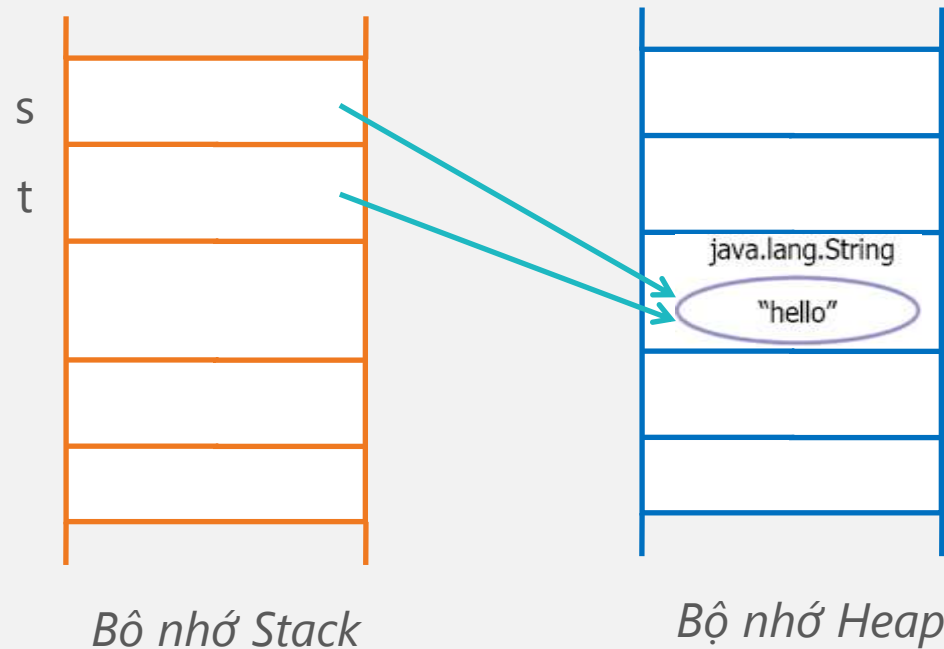 s
t
java.lang.String
“hello”
Bô nhớ Stack
Bộ nhớ Heap